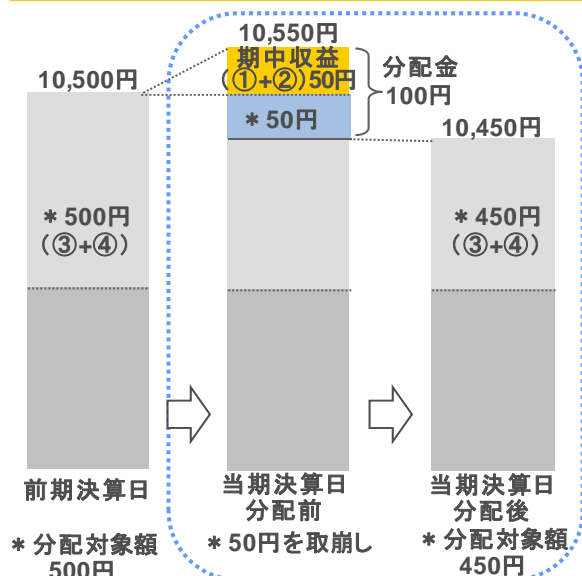 10,550円
期中収益
(①+②)50円
分配金
100円
10,500円
＊50円
10,450円
＊500円
(③+④)
＊450円
(③+④)
前期決算日
当期決算日
分配前
当期決算日
分配後
＊分配対象額
500円
＊50円を取崩し
＊分配対象額
450円